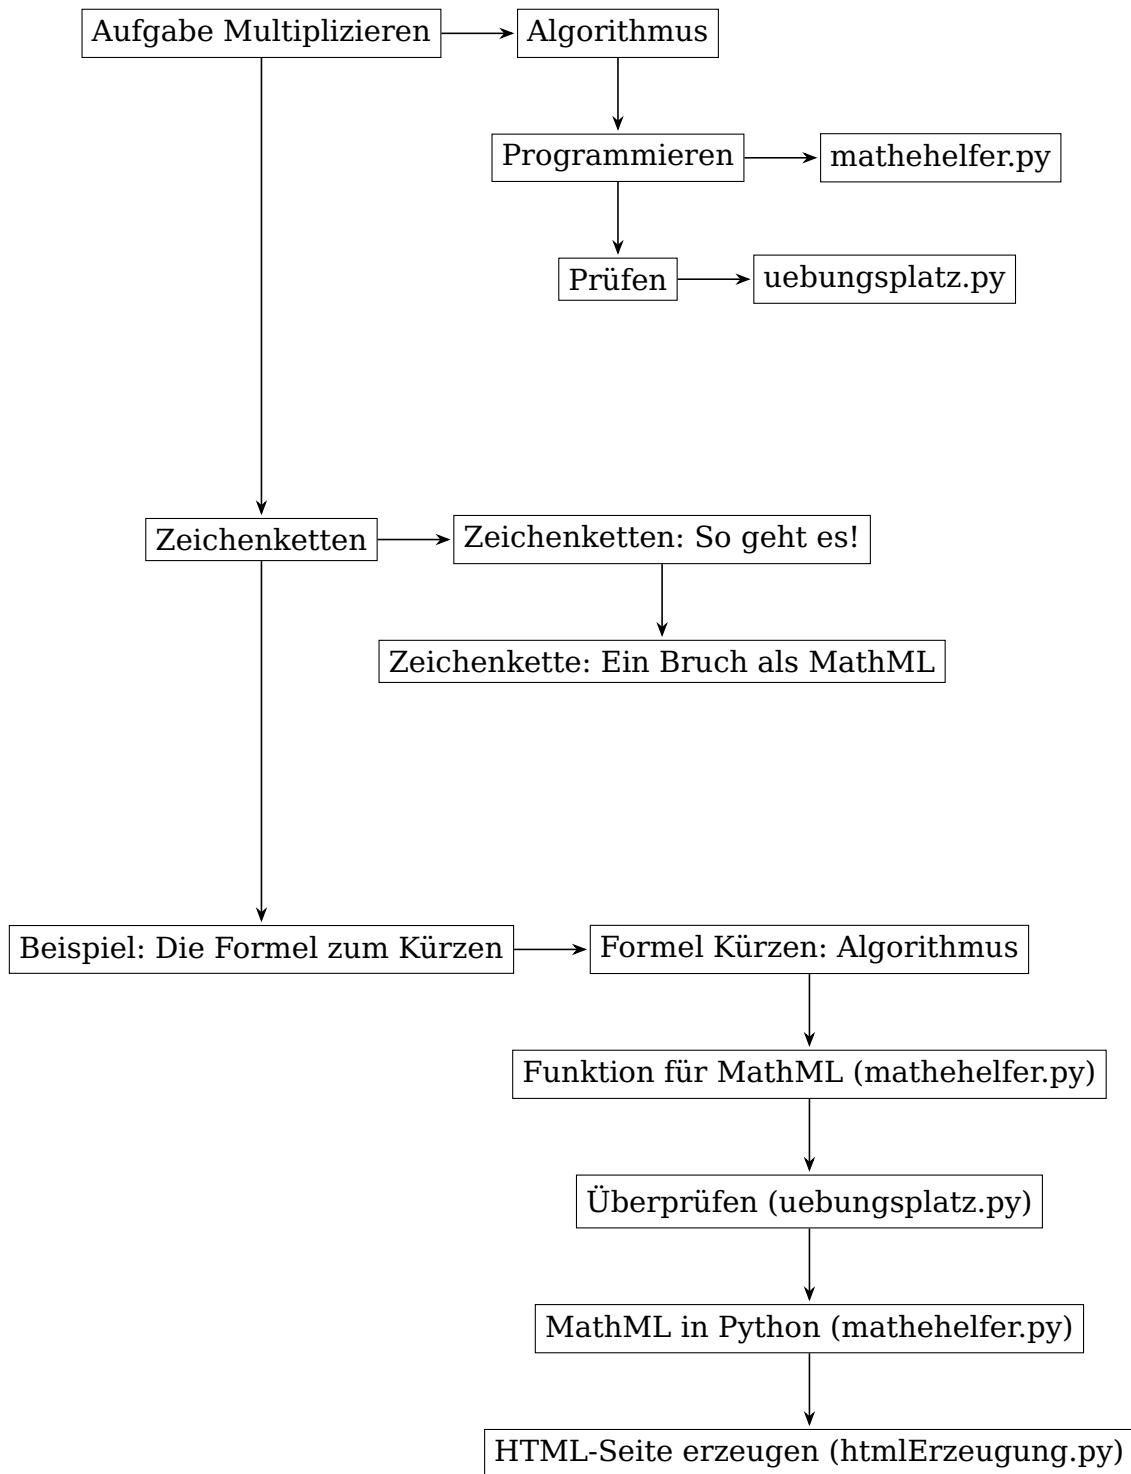 Aufgabe Multiplizieren
Algorithmus
Programmieren
mathehelfer.py
Prüfen
uebungsplatz.py
Zeichenketten
Zeichenketten: So geht es!
Zeichenkette: Ein Bruch als MathML
Beispiel: Die Formel zum Kürzen
Formel Kürzen: Algorithmus
Funktion für MathML (mathehelfer.py)
Überprüfen (uebungsplatz.py)
MathML in Python (mathehelfer.py)
HTML-Seite erzeugen (htmlErzeugung.py)